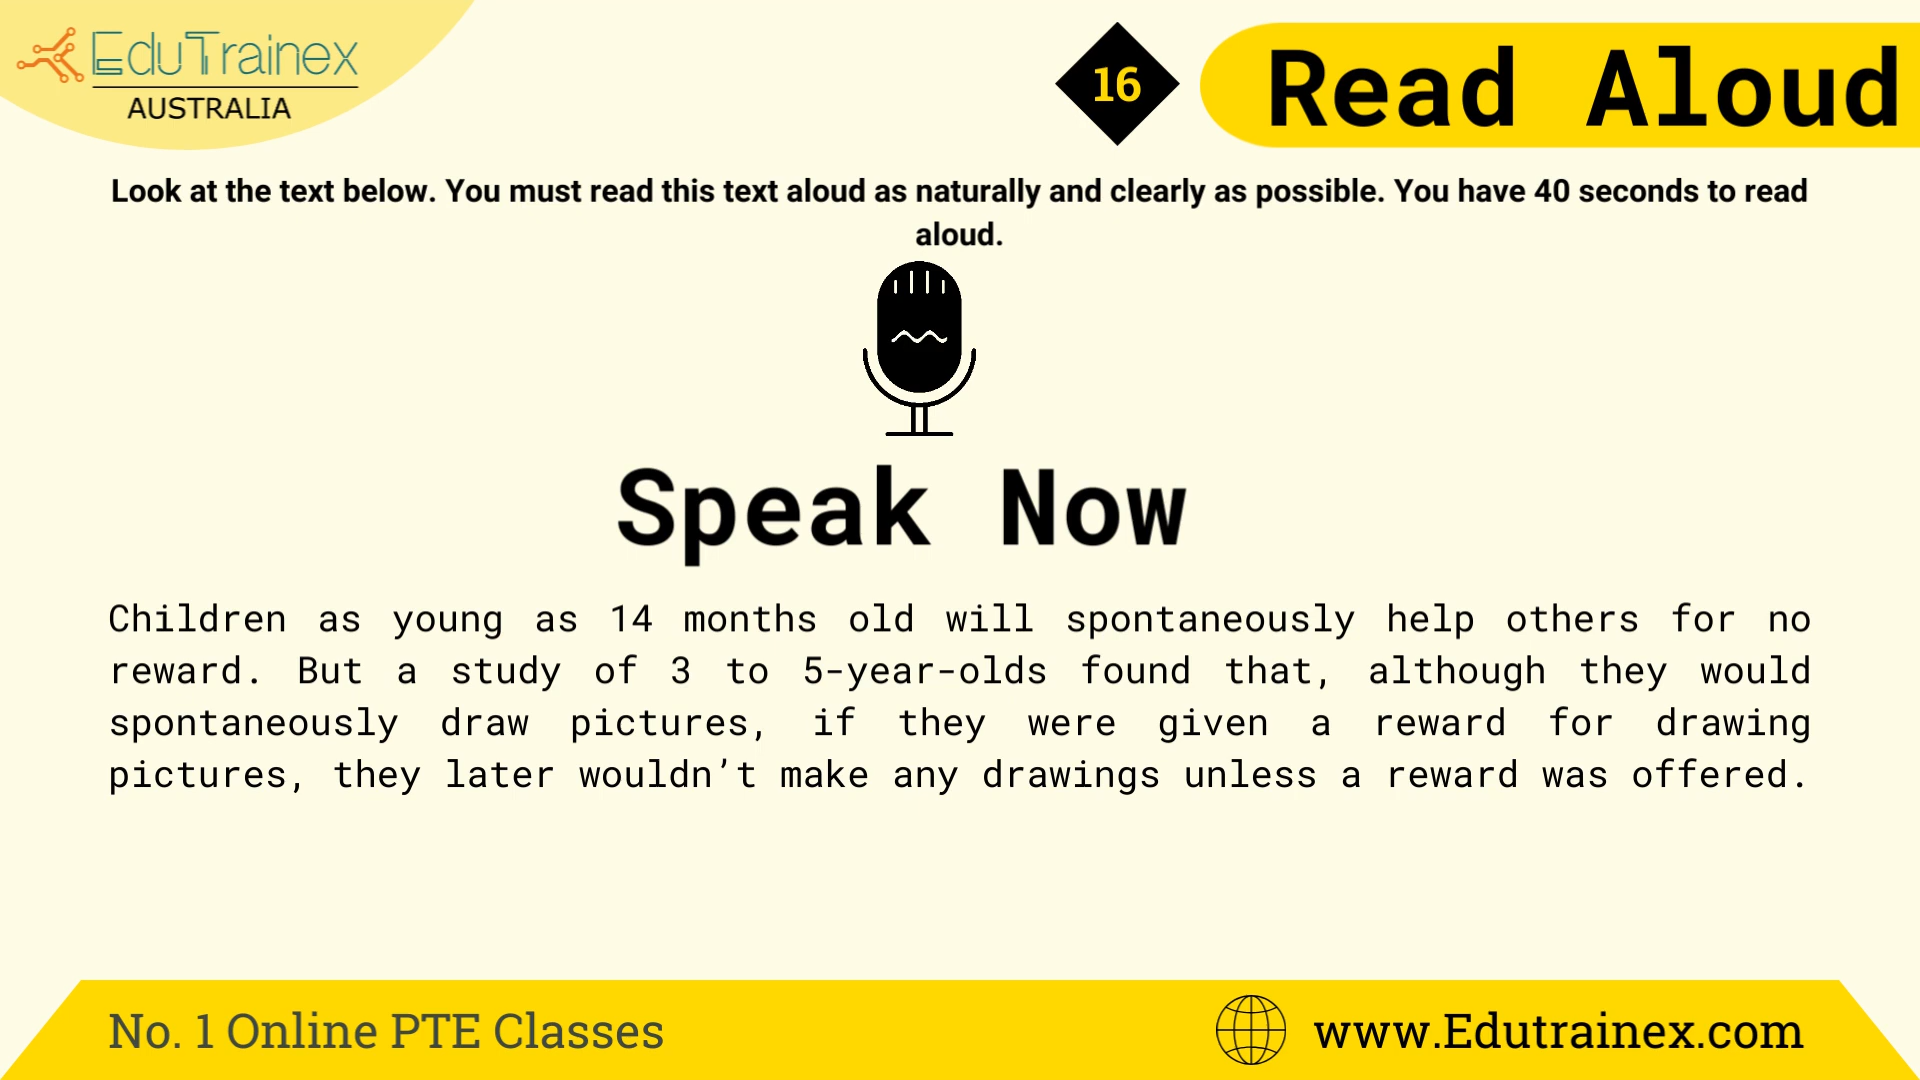 EduTrainex
AUSTRALIA
16
Read Aloud
Look at the text below. You must read this text aloud as naturally and clearly as possible. You have 40 seconds to read
aloud.
Speak Now
Children as young as 14 months old will spontaneously help others for no
reward. But a study of 3 to 5-year-olds found that, although they would
spontaneously draw pictures, if they were given a reward for drawing
pictures, they later wouldn’t make any drawings unless a reward was offered.
No. 1 Online PTE Classes
www.Edutrainex.com